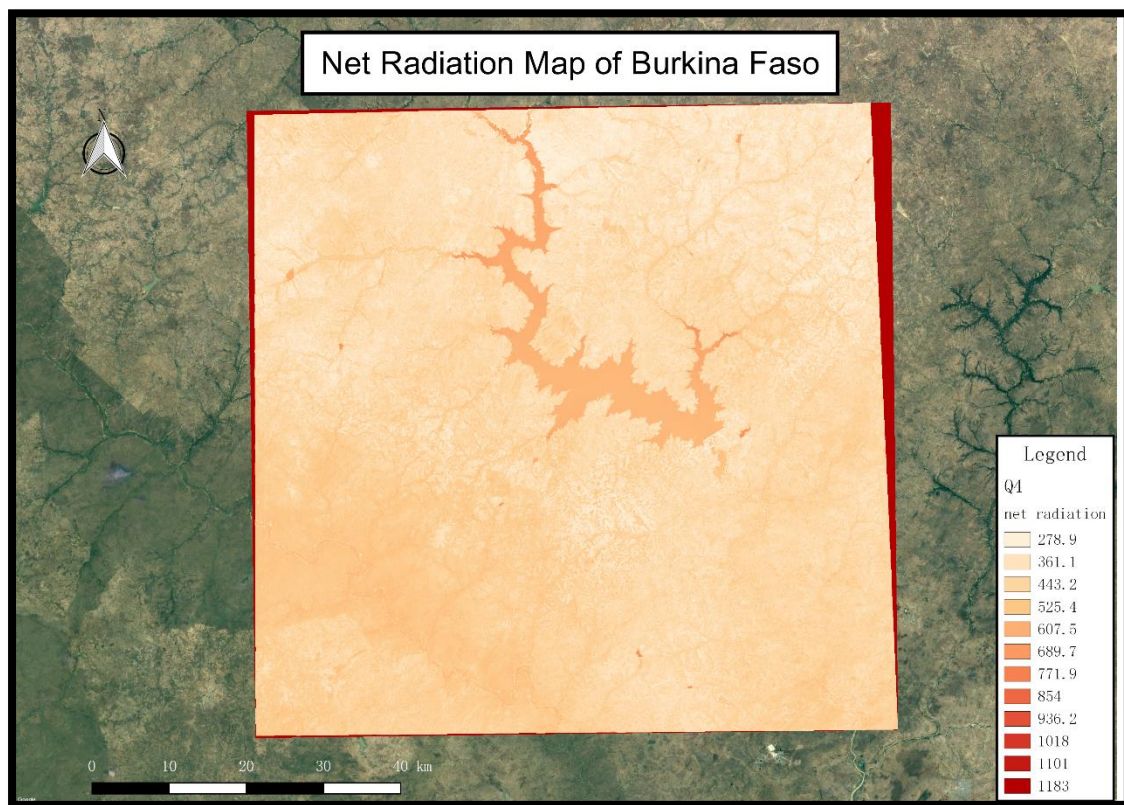 Net Radiation Map of Burkina Faso
Legend
Q4
net radiation
278.9
361.1
443.2
525.4
607.5
689.7
771.9
854
936.2
1018
1101
1183
0 10 20 30 40 km
Google